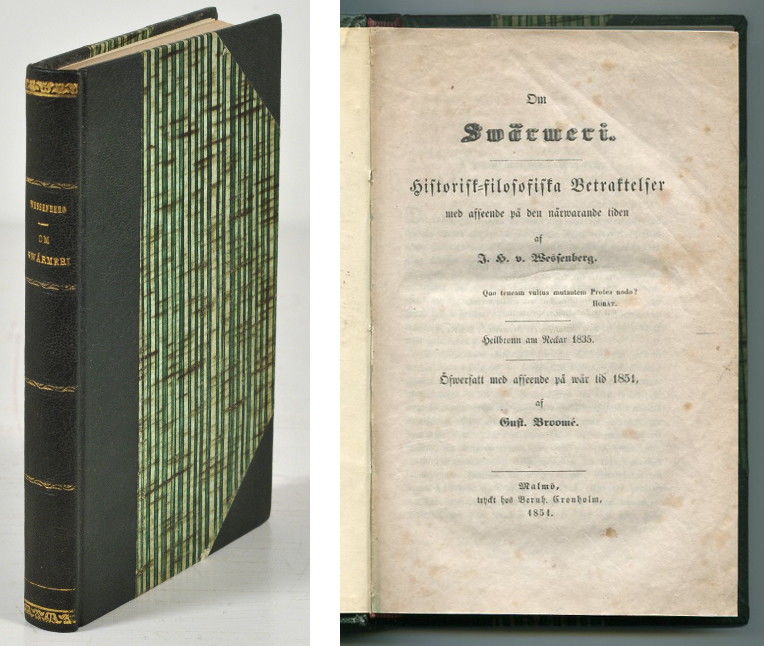 WESSENBERG
OM
SWÄRMERI
Om
Swärmeri.
Historisk-filosofiska Betraktelser
med afseende på den närwarande tiden
af
J. H. v. Wessenberg.
Quo teneam vultus mutantem Protea nodo?
HORAT.
Heilbronn am Neckar 1835.
Öfwersatt med afseende på wår tid 1851,
af
Gust. Broomé.
Malmö,
tryckt hos Bernh. Cronholm,
1851.